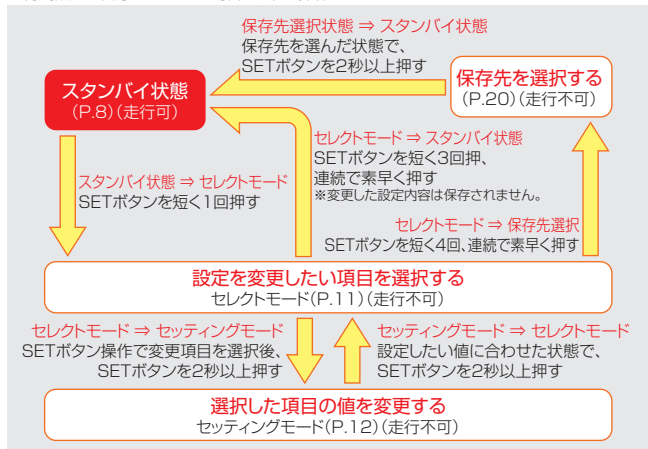 保存先選択状態 ⇒ スタンバイ状態
保存先を選んだ状態で、
SETボタンを2秒以上押す
スタンバイ状態
(P.8)(走行可)
保存先を選択する
(P.20)(走行不可)
セレクトモード ⇒ スタンバイ状態
SETボタンを短く3回押、
連続で素早く押す
※変更した設定内容は保存されません。
スタンバイ状態 ⇒ セレクトモード
SETボタンを短く1回押す
セレクトモード ⇒ 保存先選択
SETボタンを短く4回、連続で素早く押す
設定を変更したい項目を選択する
セレクトモード(P.11)(走行不可)
セレクトモード ⇒ セッティングモード
SETボタン操作で変更項目を選択後、
SETボタンを2秒以上押す
セッティングモード ⇒ セレクトモード
設定したい値に合わせた状態で、
SETボタンを2秒以上押す
選択した項目の値を変更する
セッティングモード(P.12)(走行不可)